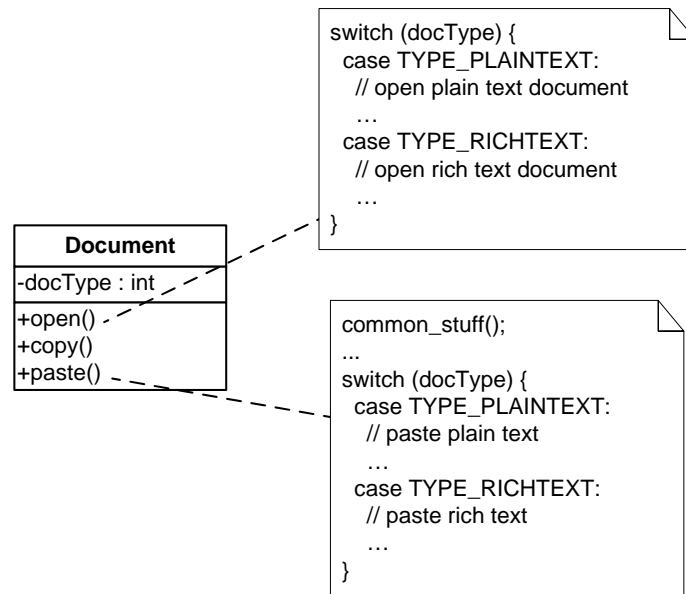 switch (docType) {
case TYPE_PLAINTEXT:
// open plain text document
…
case TYPE_RICHTEXT:
// open rich text document
…
}
Document
-docType : int
+open()
+copy()
+paste()
common_stuff();
...
switch (docType) {
case TYPE_PLAINTEXT:
// paste plain text
…
case TYPE_RICHTEXT:
// paste rich text
…
}